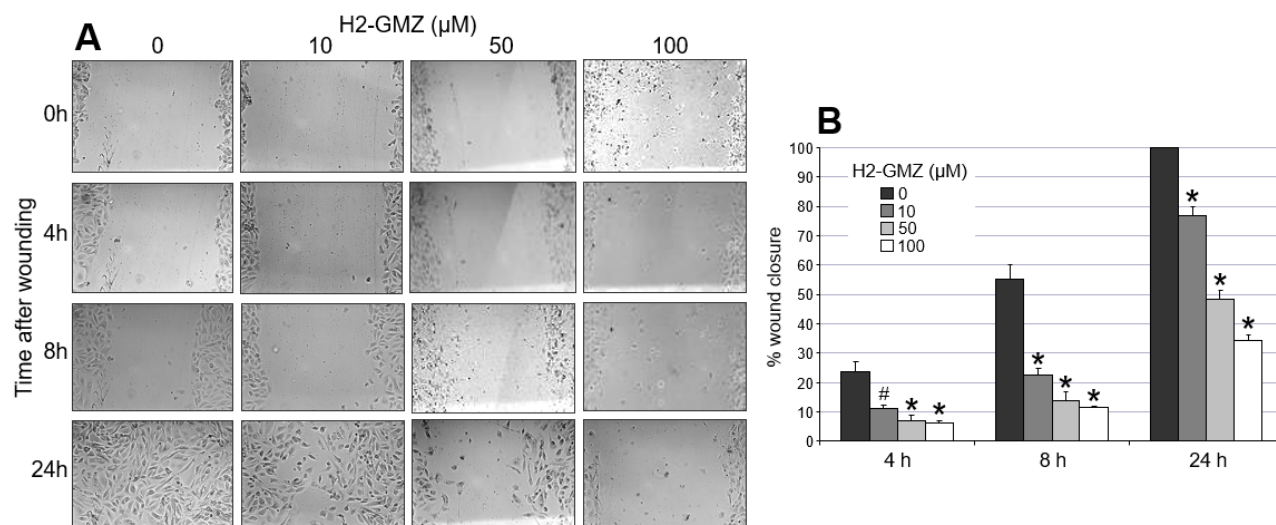 A
H2-GMZ (μM)
0 10 50 100
Time after wounding
0h
4h
8h
24h
B
% wound closure
100
90
80
70
60
50
40
30
20
10
0
H2-GMZ (μM)
0
10
50
100
# * *
* * *
* * *
4 h 8 h 24 h